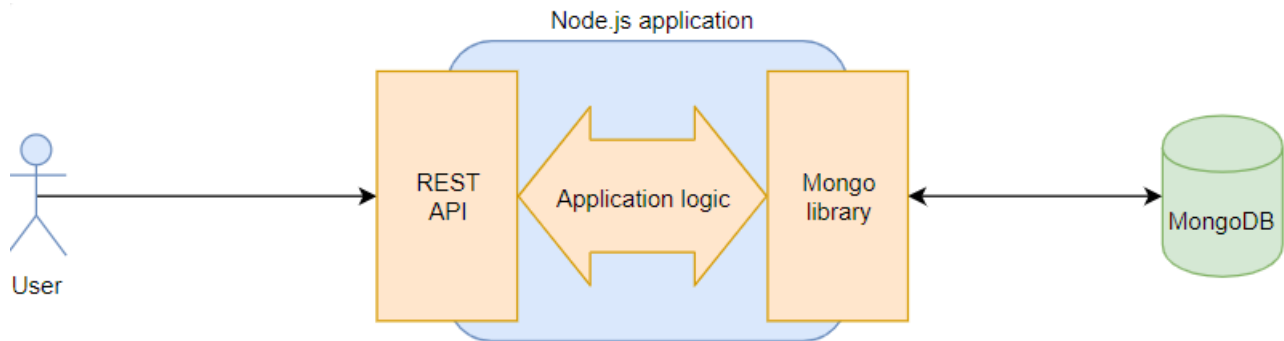 Node.js application
User
REST
API
Application logic
Mongo
library
MongoDB